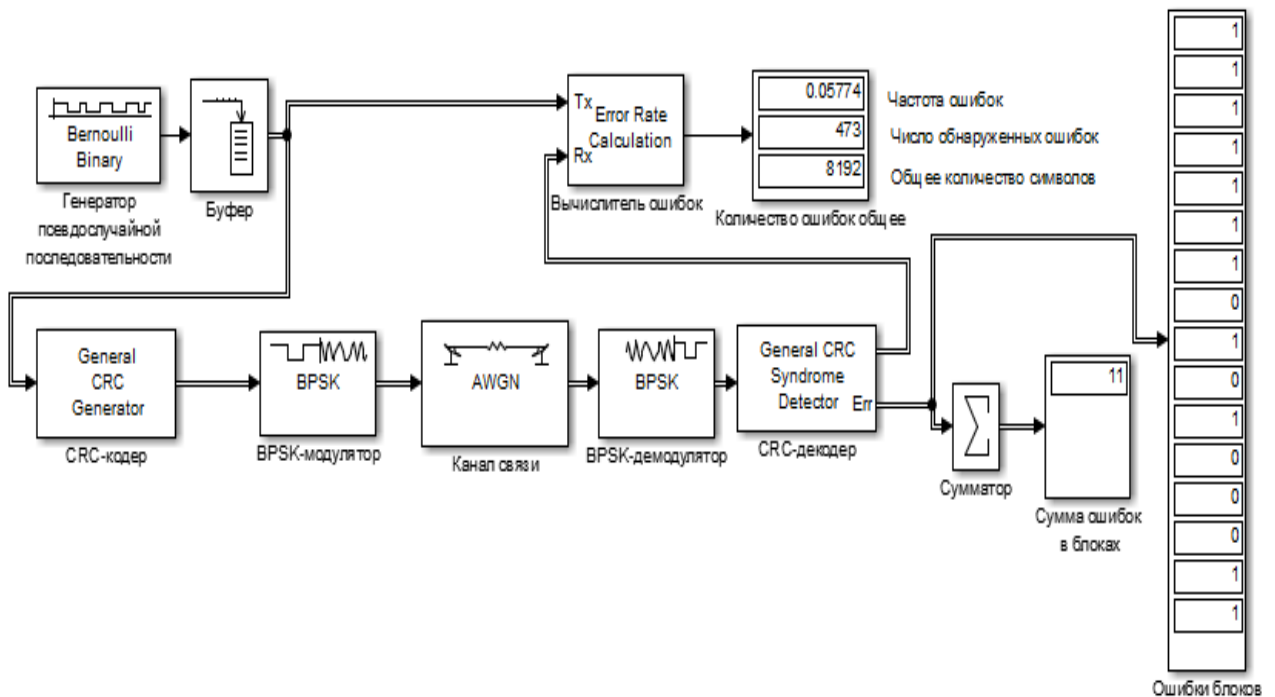 Bernoulli
Binary
Генератор
псевдослучайной
последовательности
Буфер
Tx
Error Rate
Calculation
Rx
Вычислитель ошибок
0.05774
473
8192
Частота ошибок
Число обнаруженных ошибок
Общее количество символов
Количество ошибок общее
General
CRC
Generator
CRC-кодер
BPSK
BPSK-модулятор
AWGN
Канал связи
BPSK
BPSK-демодулятор
General CRC
Syndrome
Detector
Err
CRC-декодер
Сумматор
11
Сумма ошибок
в блоках
1
1
1
1
1
1
1
0
1
0
1
0
0
0
1
1
Ошибки блоков